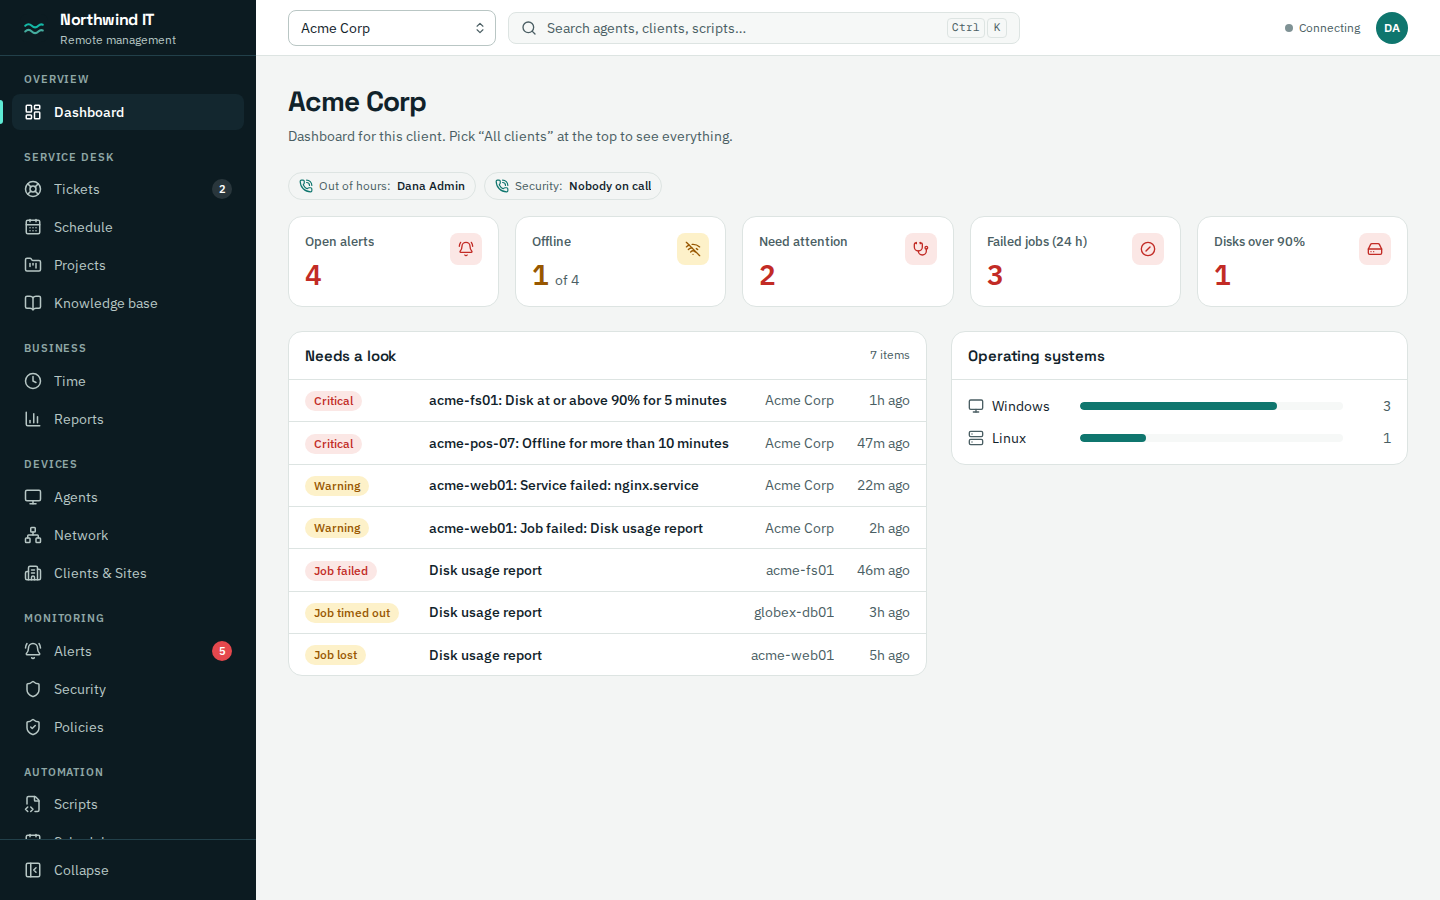 Northwind IT
Remote management
OVERVIEW
Dashboard
SERVICE DESK
Tickets 2
Schedule
Projects
Knowledge base
BUSINESS
Time
Reports
DEVICES
Agents
Network
Clients & Sites
MONITORING
Alerts 5
Security
Policies
AUTOMATION
Scripts
Collapse
Acme Corp
Search agents, clients, scripts... Ctrl K
Connecting
DA
Acme Corp
Dashboard for this client. Pick “All clients” at the top to see everything.
Out of hours: Dana Admin
Security: Nobody on call
Open alerts
4
Offline
1 of 4
Need attention
2
Failed jobs (24 h)
3
Disks over 90%
1
Needs a look 7 items
Critical acme-fs01: Disk at or above 90% for 5 minutes Acme Corp 1h ago
Critical acme-pos-07: Offline for more than 10 minutes Acme Corp 47m ago
Warning acme-web01: Service failed: nginx.service Acme Corp 22m ago
Warning acme-web01: Job failed: Disk usage report Acme Corp 2h ago
Job failed Disk usage report acme-fs01 46m ago
Job timed out Disk usage report globex-db01 3h ago
Job lost Disk usage report acme-web01 5h ago
Operating systems
Windows 3
Linux 1